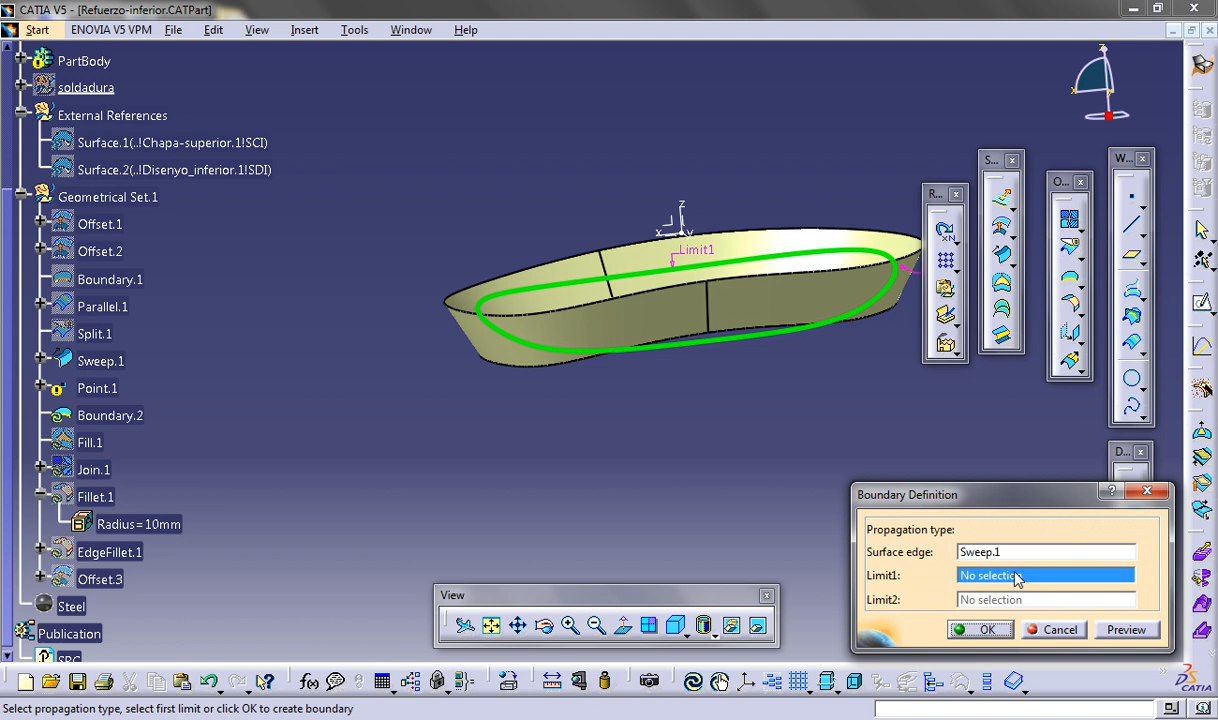 CATIA V5 - [Refuerzo-inferior.CATPart]
Start ENOVIA V5 VPM File Edit View Insert Tools Window Help
PartBody
soldadura
External References
Surface.1(..!Chapa-superior.1!SCI)
Surface.2(..!Disenyo_inferior.1!SDI)
Geometrical Set.1
Offset.1
Offset.2
Boundary.1
Parallel.1
Split.1
Sweep.1
Point.1
Boundary.2
Fill.1
Join.1
Fillet.1
Radius=10mm
EdgeFillet.1
Offset.3
Steel
Publication
z
x
Limit1
z
x
R...
S...
O...
W...
D...
View
Boundary Definition
Propagation type:
Surface edge: Sweep.1
Limit1: No selection
Limit2: No selection
OK Cancel Preview
f(x)
CATIA
Select propagation type, select first limit or click OK to create boundary